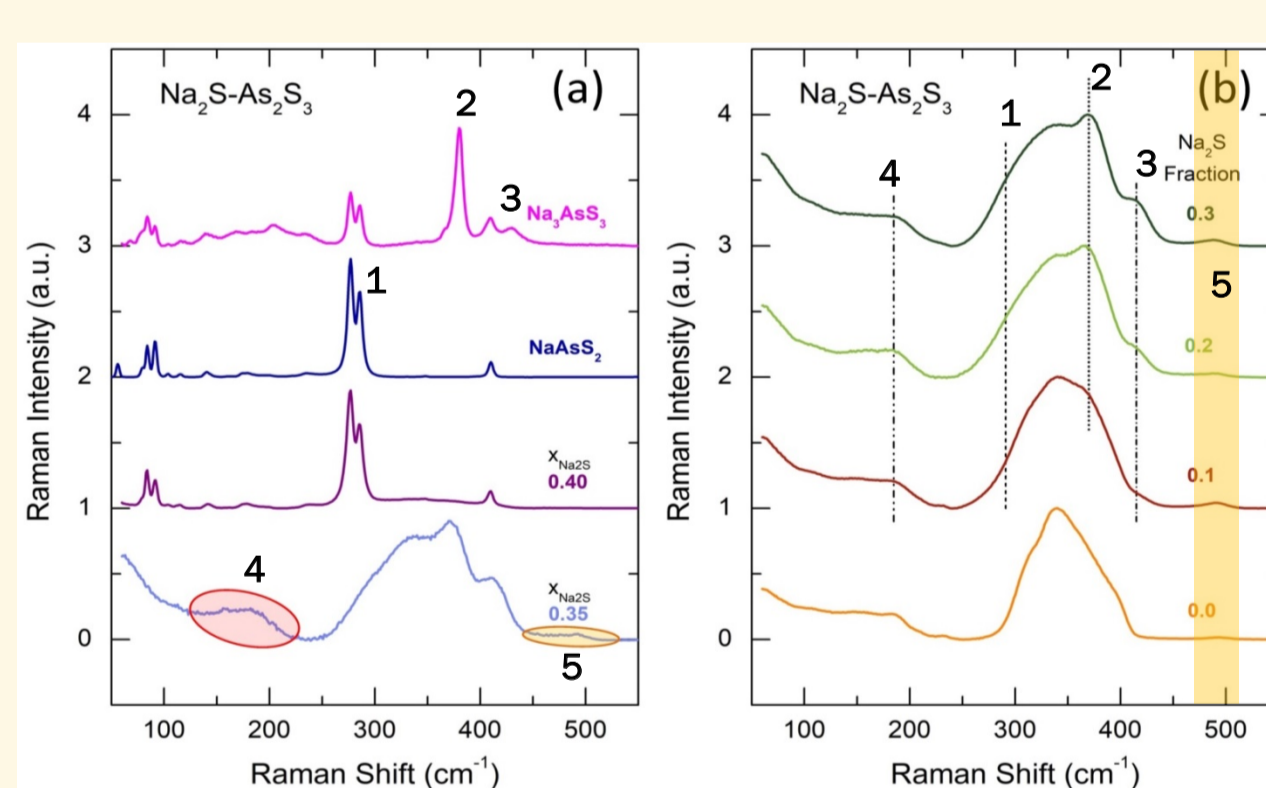 Na2S-As2S3
(a)
2
3
Na3AsS3
1
NaAsS2
xNa2S
0.40
4
xNa2S
0.35
5
4
3
2
1
0
Raman Intensity (a.u.)
100 200 300 400 500
Raman Shift (cm-1)
Na2S-As2S3
(b)
2
1
3
4
Na2S
Fraction
0.3
5
0.2
0.1
0.0
4
3
2
1
0
Raman Intensity (a.u.)
100 200 300 400 500
Raman Shift (cm-1)